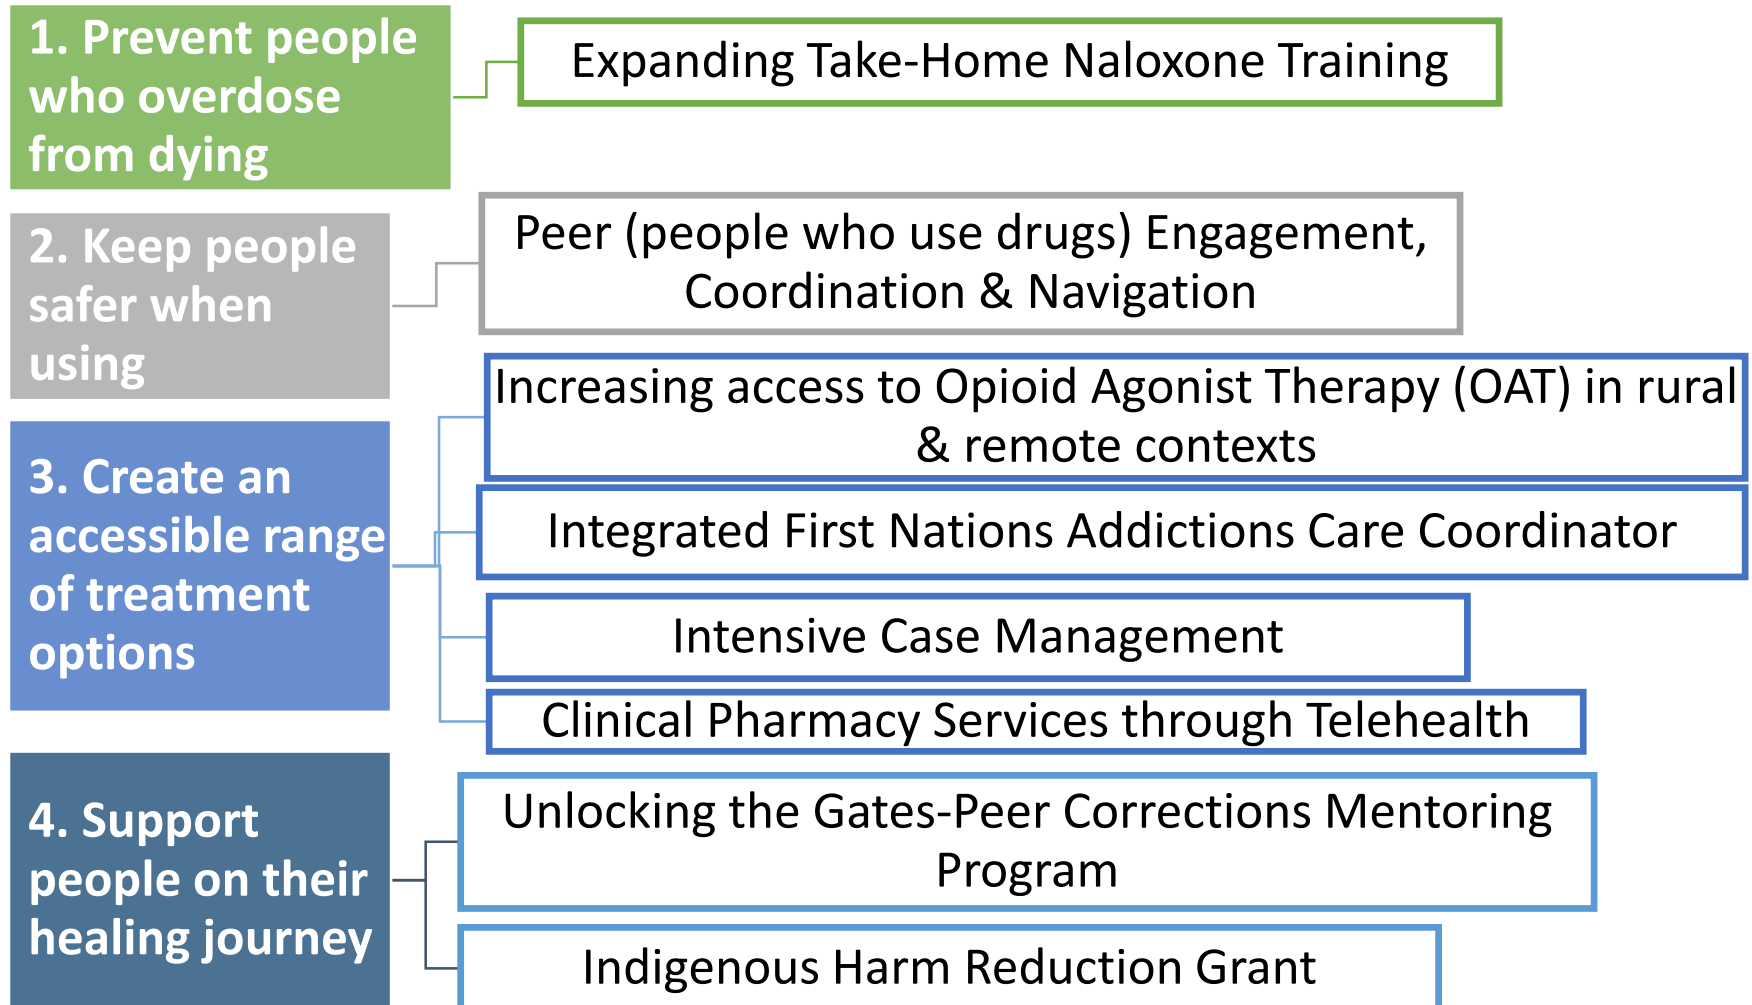 1. Prevent people
who overdose
from dying
Expanding Take-Home Naloxone Training
2. Keep people
safer when
using
Peer (people who use drugs) Engagement,
Coordination & Navigation
3. Create an
accessible range
of treatment
options
Increasing access to Opioid Agonist Therapy (OAT) in rural
& remote contexts
Integrated First Nations Addictions Care Coordinator
Intensive Case Management
Clinical Pharmacy Services through Telehealth
4. Support
people on their
healing journey
Unlocking the Gates-Peer Corrections Mentoring
Program
Indigenous Harm Reduction Grant